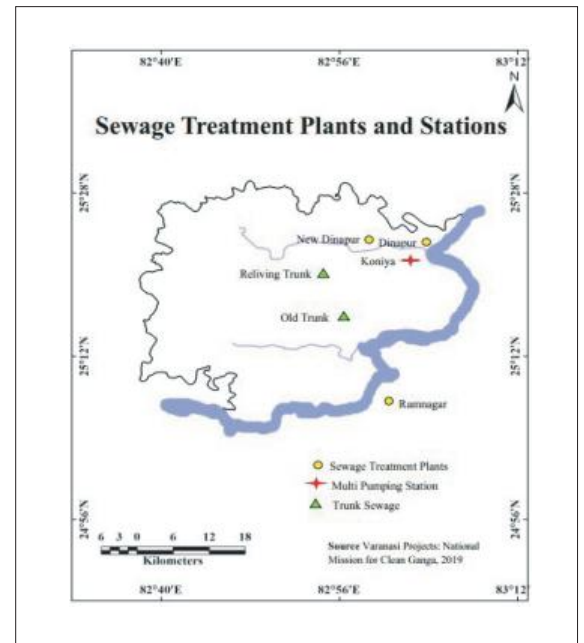 82°40'E 82°56'E 83°12'
N
Sewage Treatment Plants and Stations
25°28'N 25°28'N
New Dinapur Dinapur
Koniya
Reliving Trunk
Old Trunk
25°12'N 25°12'N
Ramnagar
Sewage Treatment Plants
Multi Pumping Station
Trunk Sewage
24°56'N 24°56'N
6 3 0 6 12 18
Kilometers
Source Varanasi Projects: National
Mission for Clean Ganga, 2019
82°40'E 82°56'E 83°12'